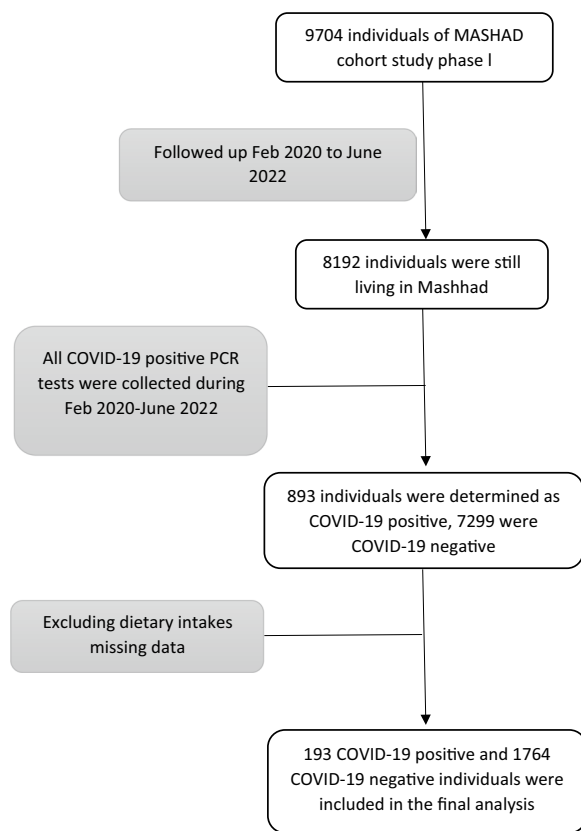 9704 individuals of MASHAD
cohort study phase I
Followed up Feb 2020 to June
2022
8192 individuals were still
living in Mashhad
All COVID-19 positive PCR
tests were collected during
Feb 2020-June 2022
893 individuals were determined as
COVID-19 positive, 7299 were
COVID-19 negative
Excluding dietary intakes
missing data
193 COVID-19 positive and 1764
COVID-19 negative individuals were
included in the final analysis